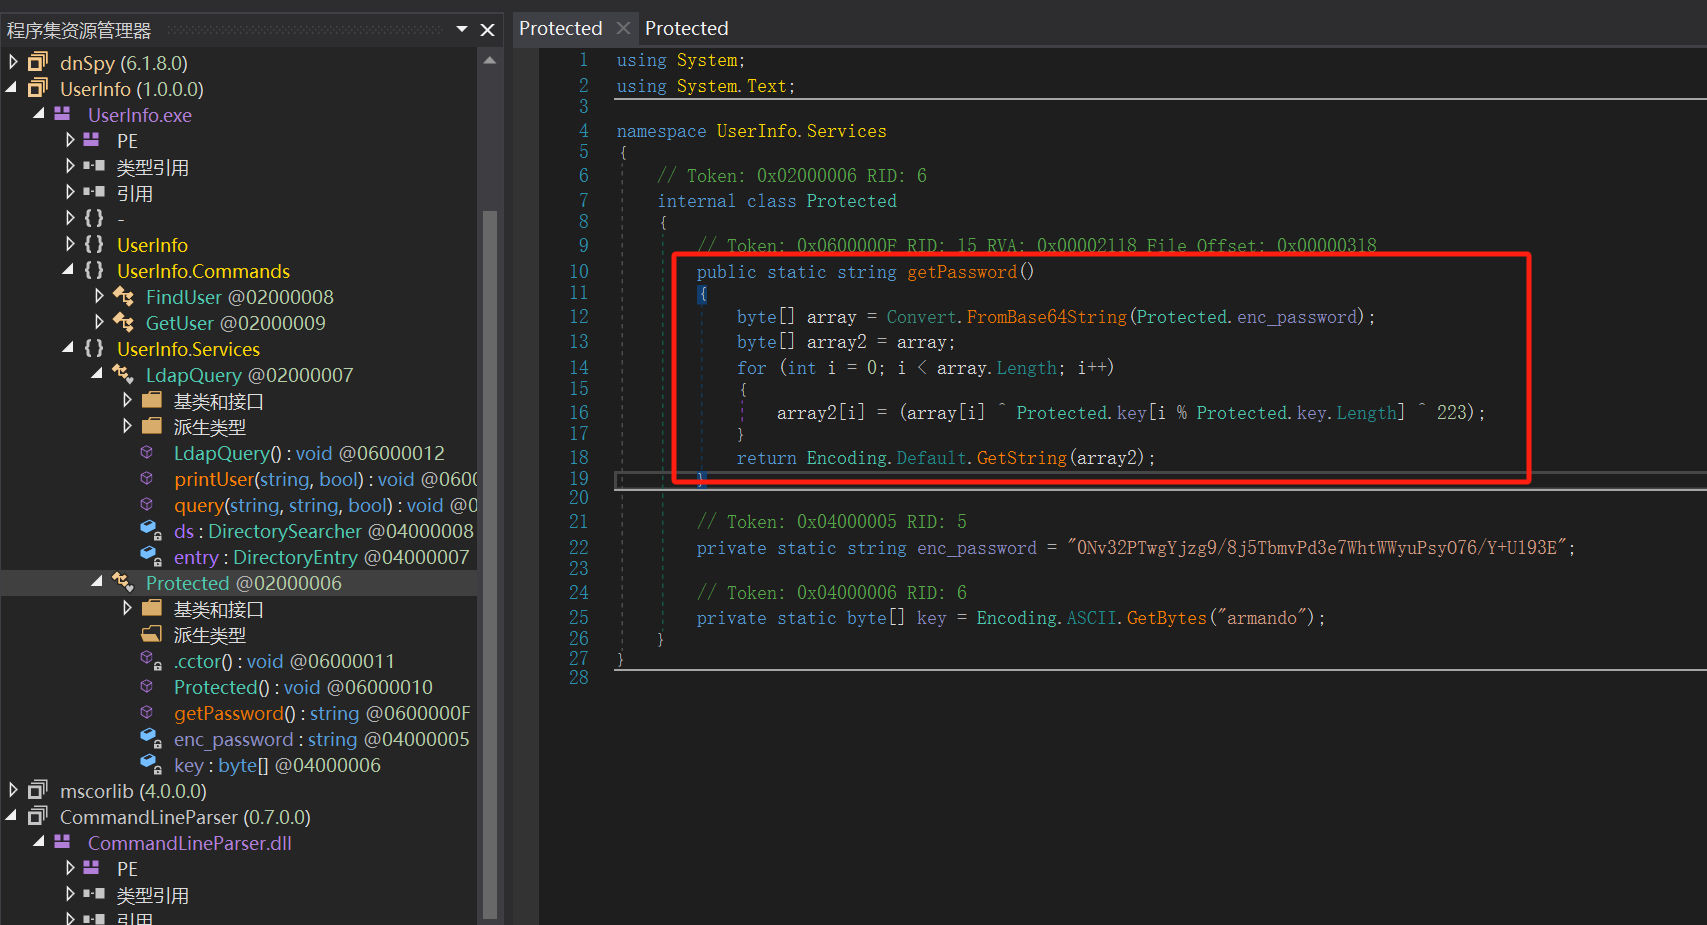 程序集资源管理器
dnSpy (6.1.8.0)
UserInfo (1.0.0.0)
UserInfo.exe
PE
类型引用
引用
-
UserInfo
UserInfo.Commands
FindUser @02000008
GetUser @02000009
UserInfo.Services
LdapQuery @02000007
基类和接口
派生类型
LdapQuery() : void @06000012
printUser(string, bool) : void @060
query(string, string, bool) : void @0
ds : DirectorySearcher @04000008
entry : DirectoryEntry @04000007
Protected @02000006
基类和接口
派生类型
.cctor() : void @06000011
Protected() : void @06000010
getPassword() : string @0600000F
enc_password : string @04000005
key : byte[] @04000006
mscorlib (4.0.0.0)
CommandLineParser (0.7.0.0)
CommandLineParser.dll
PE
类型引用
引用
Protected Protected
1 using System;
2 using System.Text;
3
4 namespace UserInfo.Services
5 {
6 // Token: 0x02000006 RID: 6
7 internal class Protected
8 {
9 // Token: 0x0600000F RID: 15 RVA: 0x00002118 File Offset: 0x00000318
10 public static string getPassword()
11 {
12 byte[] array = Convert.FromBase64String(Protected.enc_password);
13 byte[] array2 = array;
14 for (int i = 0; i < array.Length; i++)
15 {
16 array2[i] = (array[i] ^ Protected.key[i % Protected.key.Length] ^ 223);
17 }
18 return Encoding.Default.GetString(array2);
19 }
20
21 // Token: 0x04000005 RID: 5
22 private static string enc_password = "0Nv32PTwgYjzg9/8j5TbmvPd3e7WhtWWyuPsyO76/Y+U193E";
23
24 // Token: 0x04000006 RID: 6
25 private static byte[] key = Encoding.ASCII.GetBytes("armando");
26 }
27 }
28